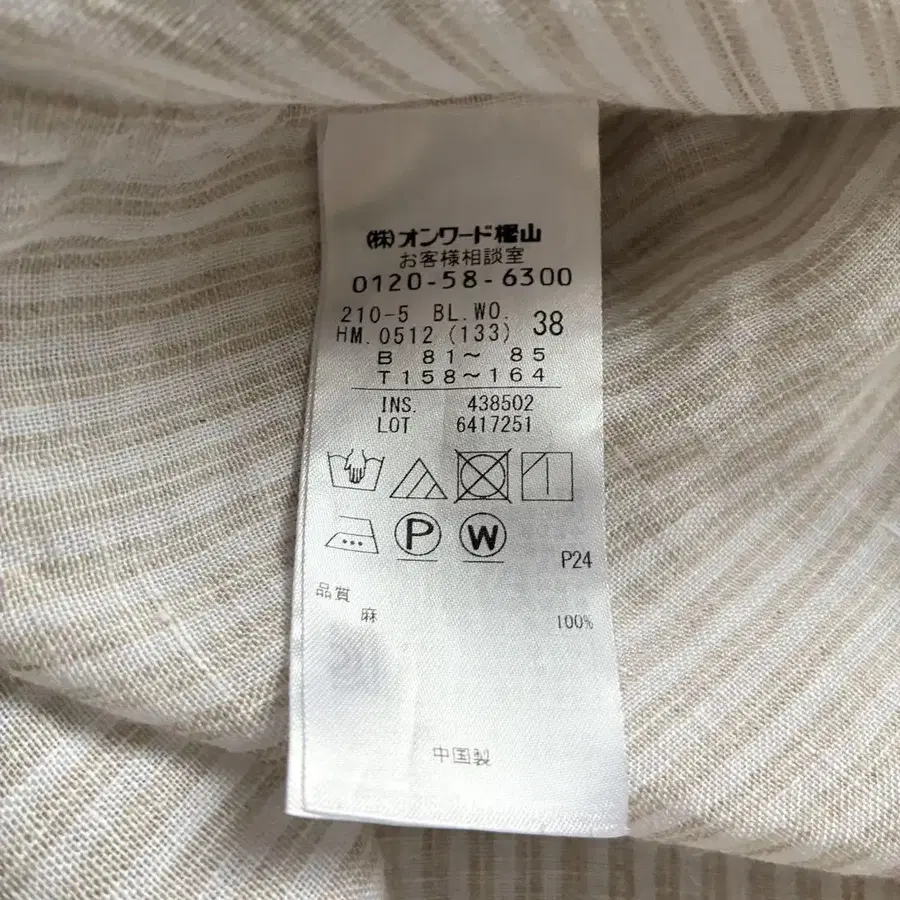 (株)オンワード樫山
お客様相談室
0120-58-6300
210-5 BL.WO.
HM.0512 (133) 38
B 81～ 85
T158～164
INS. 438502
LOT 6417251
P
W
P24
品質
麻 100%
中国製